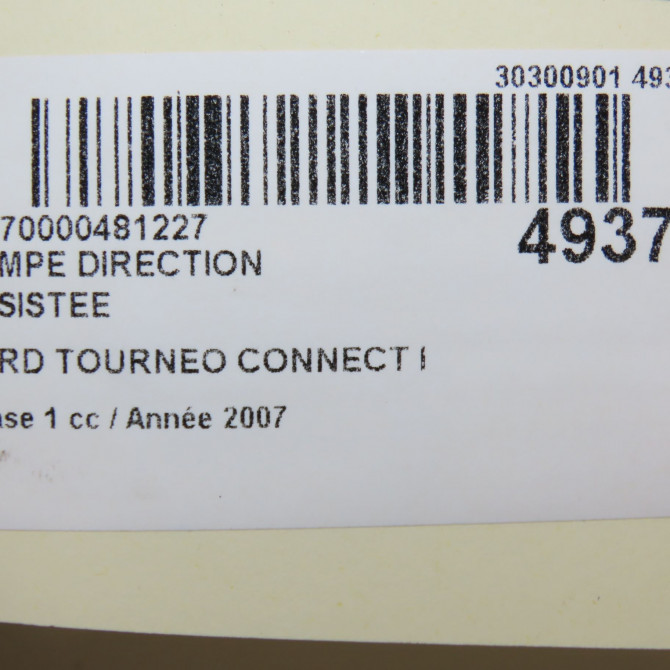 30300901 493
70000481227
4937
MPE DIRECTION
SISTEE
RD TOURNEO CONNECT I
ase 1 cc / Année 2007